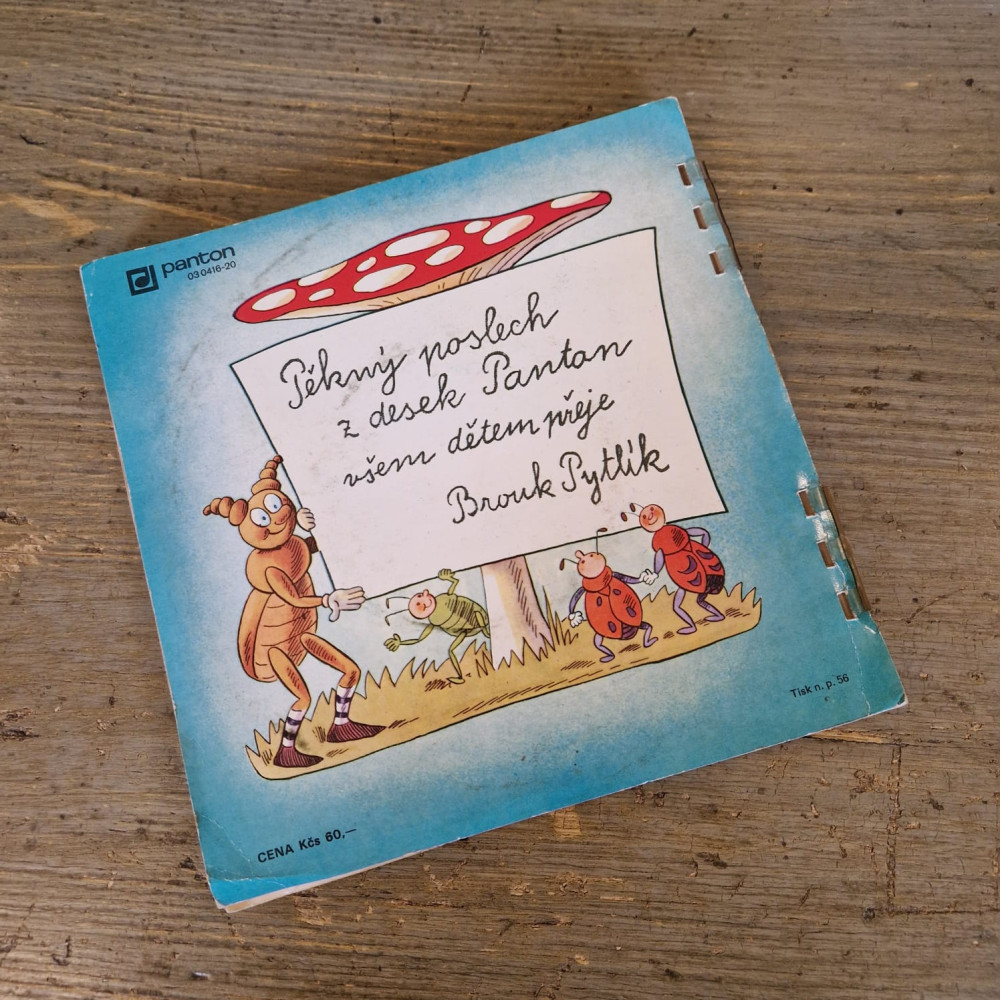 panton
03 0416-20
Pěkný poslech
z desek Panton
všem dětem přeje
Brouk Pytlík
Tisk n. p. 56
CENA Kčs 60,—